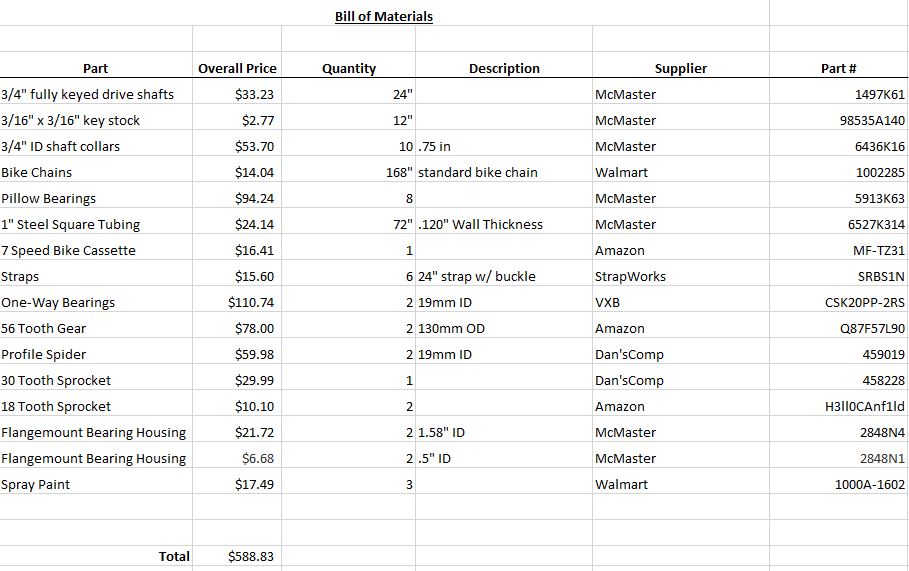 Bill of Materials
Part Overall Price Quantity Description Supplier Part #
3/4" fully keyed drive shafts $33.23 24" McMaster 1497K61
3/16" x 3/16" key stock $2.77 12" McMaster 98535A140
3/4" ID shaft collars $53.70 10 .75 in McMaster 6436K16
Bike Chains $14.04 168" standard bike chain Walmart 1002285
Pillow Bearings $94.24 8 McMaster 5913K63
1" Steel Square Tubing $24.14 72" .120" Wall Thickness McMaster 6527K314
7 Speed Bike Cassette $16.41 1 Amazon MF-TZ31
Straps $15.60 6 24" strap w/ buckle StrapWorks SRBS1N
One-Way Bearings $110.74 2 19mm ID VXB CSK20PP-2RS
56 Tooth Gear $78.00 2 130mm OD Amazon Q87F57L90
Profile Spider $59.98 2 19mm ID Dan'sComp 459019
30 Tooth Sprocket $29.99 1 Dan'sComp 458228
18 Tooth Sprocket $10.10 2 Amazon H3ll0CAnf1ld
Flangemount Bearing Housing $21.72 2 1.58" ID McMaster 2848N4
Flangemount Bearing Housing $6.68 2 .5" ID McMaster 2848N1
Spray Paint $17.49 3 Walmart 1000A-1602
Total $588.83